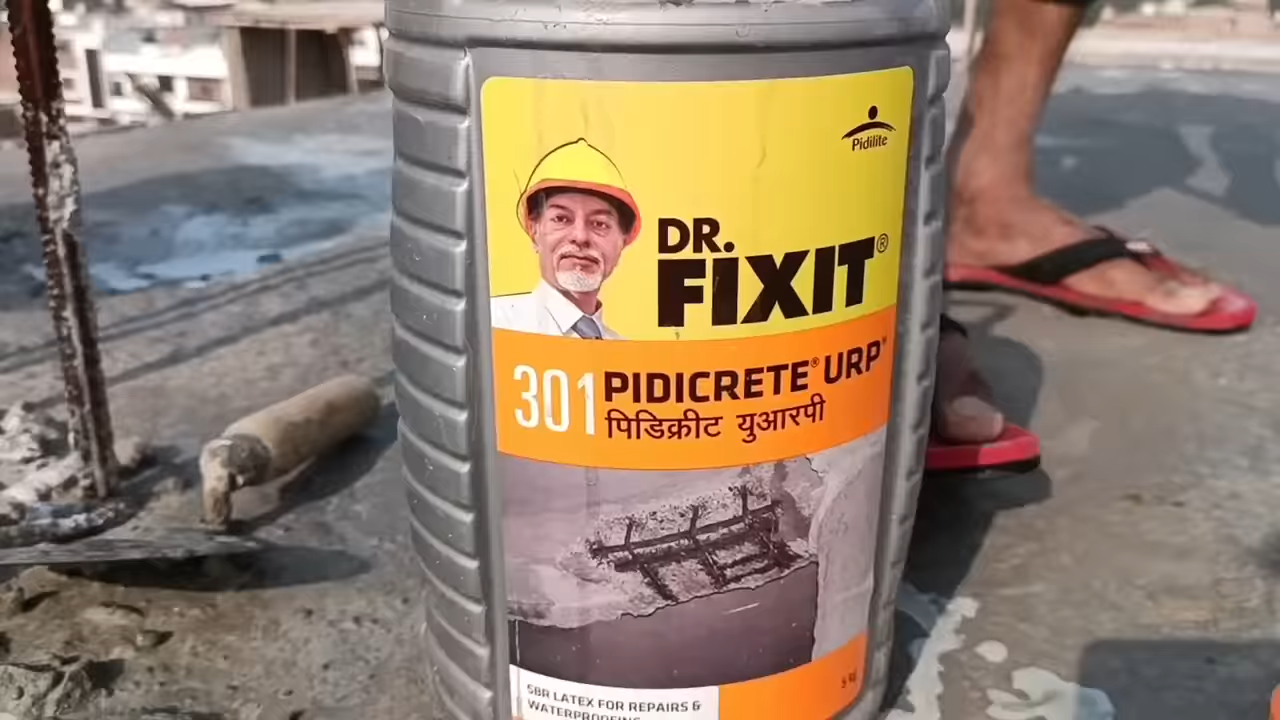 Pidilite
DR.
FIXIT®
301 PIDICRETE® URP
पिडिक्रीट युआरपी
SBR LATEX FOR REPAIRS &
WATERPROOFING